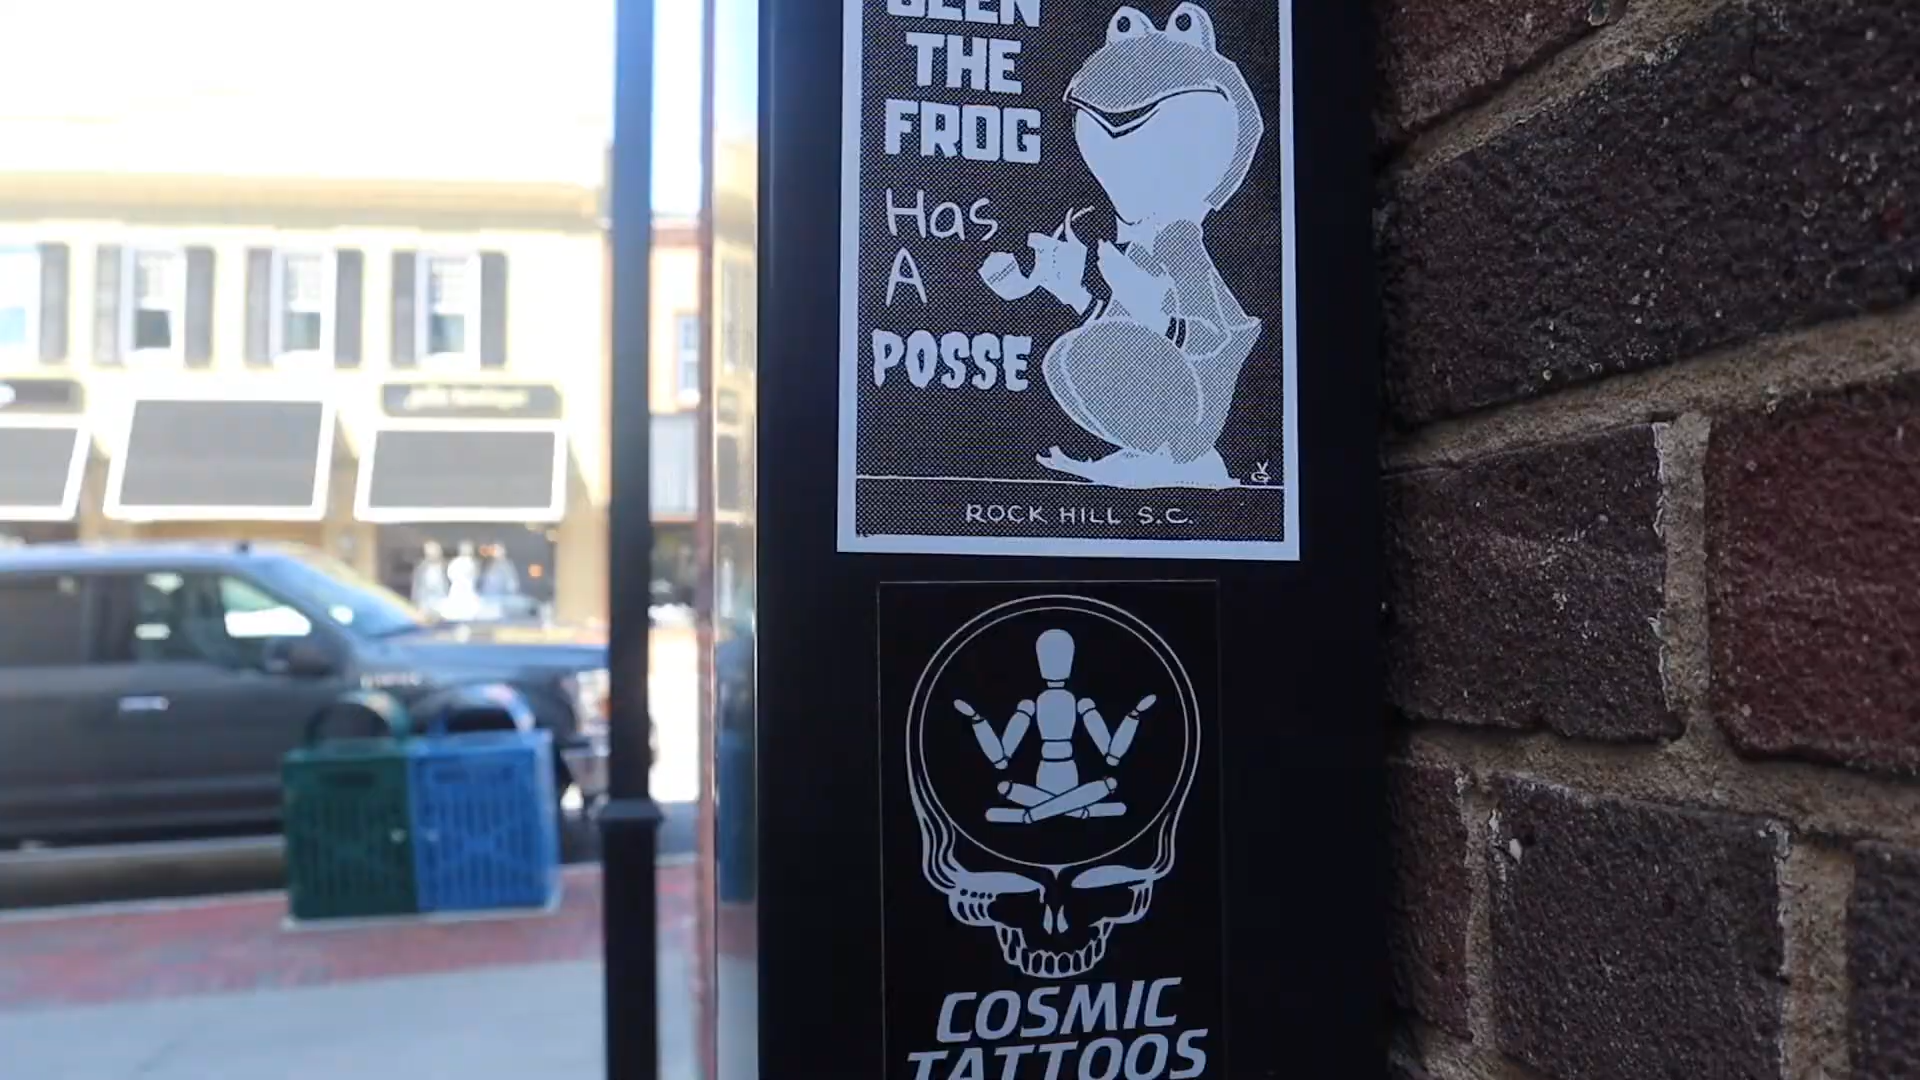 THE
FROG
Has
A
POSSE
ROCK HILL S.C.
COSMIC
TATTOOS